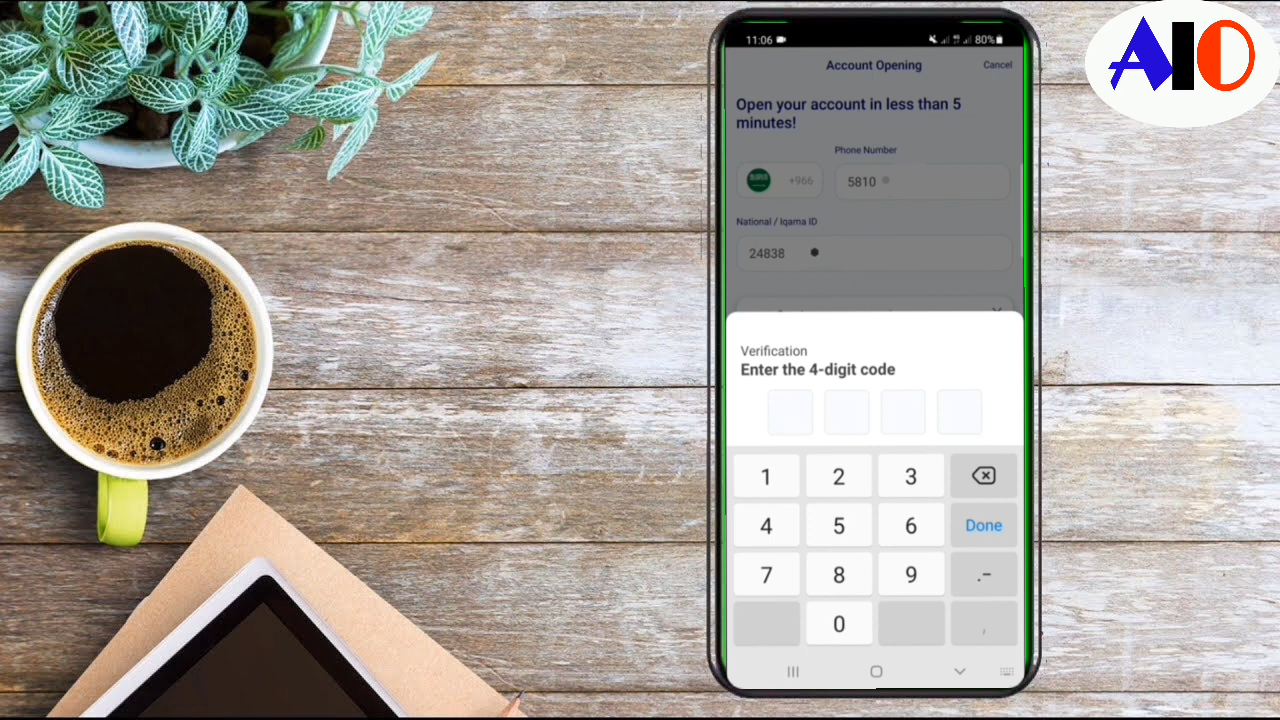 AIO
11:06
80%
Account Opening
Cancel
Open your account in less than 5
minutes!
Phone Number
+966
5810
National / Iqama ID
24838
Verification
Enter the 4-digit code
1 2 3
4 5 6 Done
7 8 9 .-
0 ,